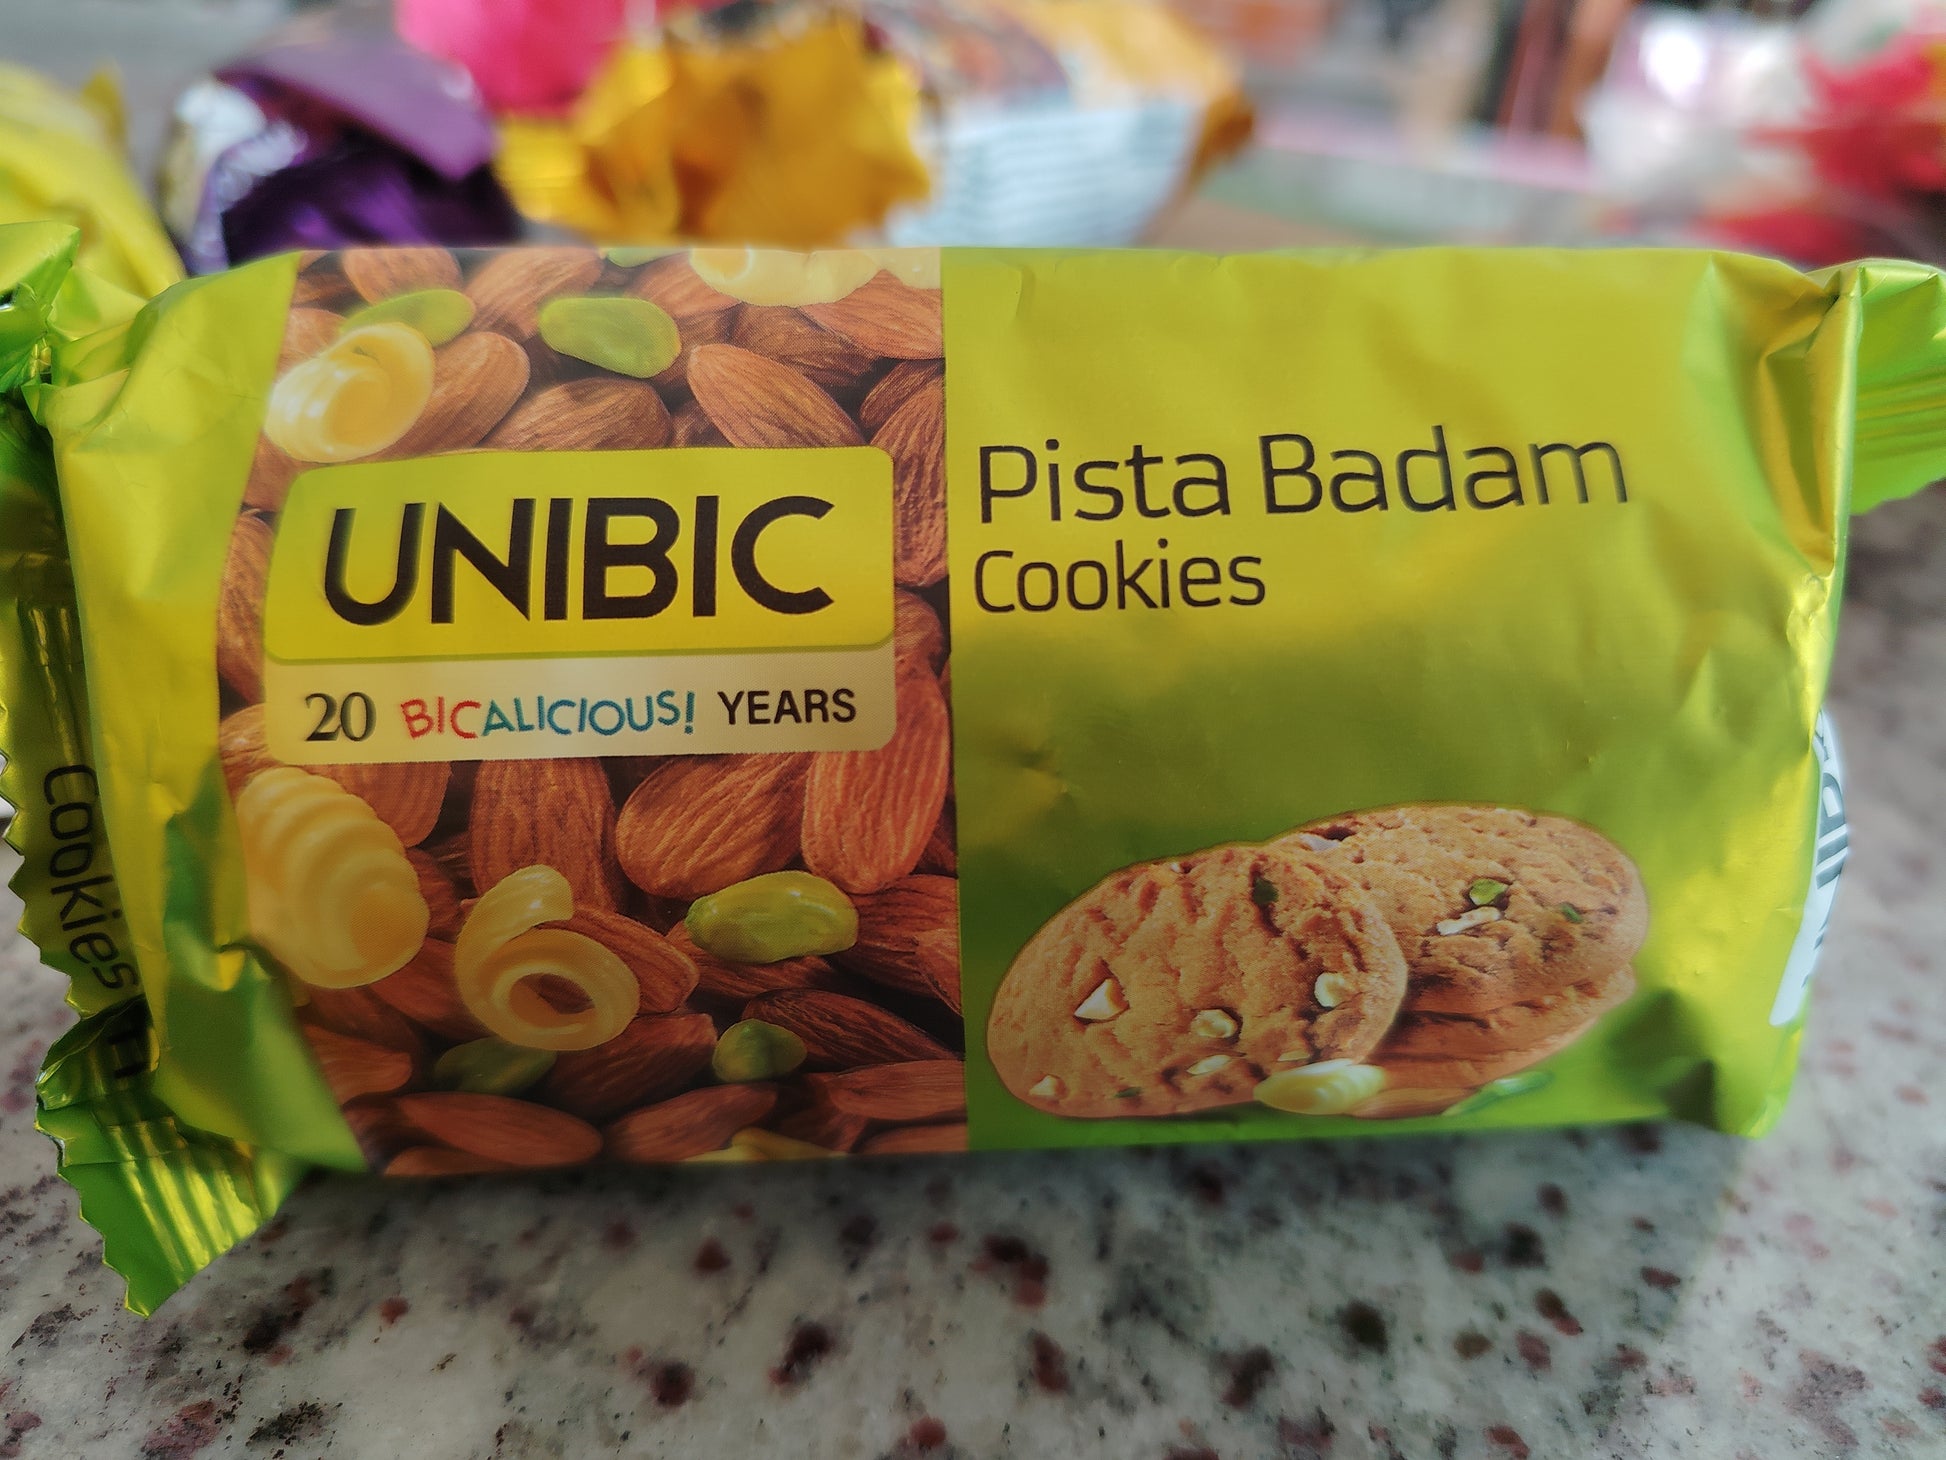 UNIBIC
20 BICALICIOUS! YEARS
Pista Badam
Cookies
Cookies